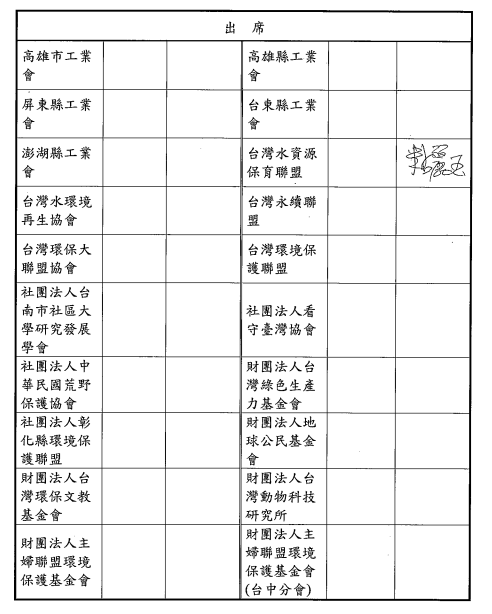 出 席
高雄市工業
會
高雄縣工業
會
屏東縣工業
會
台東縣工業
會
澎湖縣工業
會
台灣水資源
保育聯盟
台灣水環境
再生協會
台灣永續聯
盟
台灣環保大
聯盟協會
台灣環境保
護聯盟
社團法人台
南市社區大
學研究發展
學會
社團法人看
守臺灣協會
社團法人中
華民國荒野
保護協會
財團法人台
灣綠色生產
力基金會
社團法人彰
化縣環境保
護聯盟
財團法人地
球公民基金
會
財團法人台
灣環保文教
基金會
財團法人台
灣動物科技
研究所
財團法人主
婦聯盟環境
保護基金會
財團法人主
婦聯盟環境
保護基金會
(台中分會)